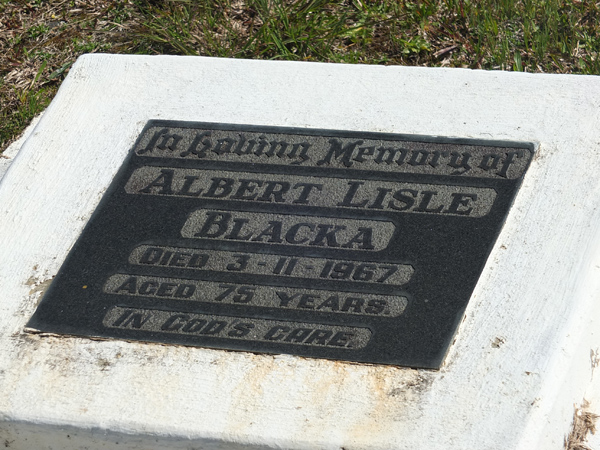 In Loving Memory of
ALBERT LISLE
BLACKA
DIED 3-11-1967
AGED 75 YEARS
IN GOD'S CARE